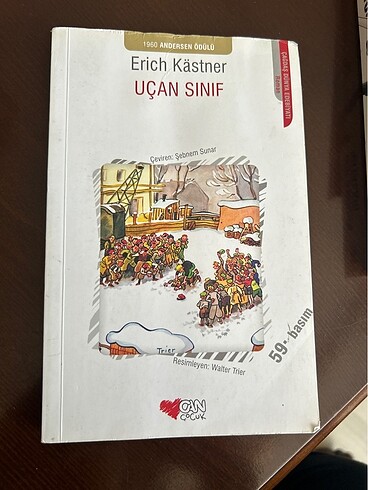 1960 ANDERSEN ÖDÜLÜ
Erich Kästner
UÇAN SINIF
ÇAĞDAŞ DÜNYA EDEBİYATI
Çeviren: Şebnem Sunar
Trier
Resimleyen: Walter Trier
59. basım
CAN
ÇOCUK